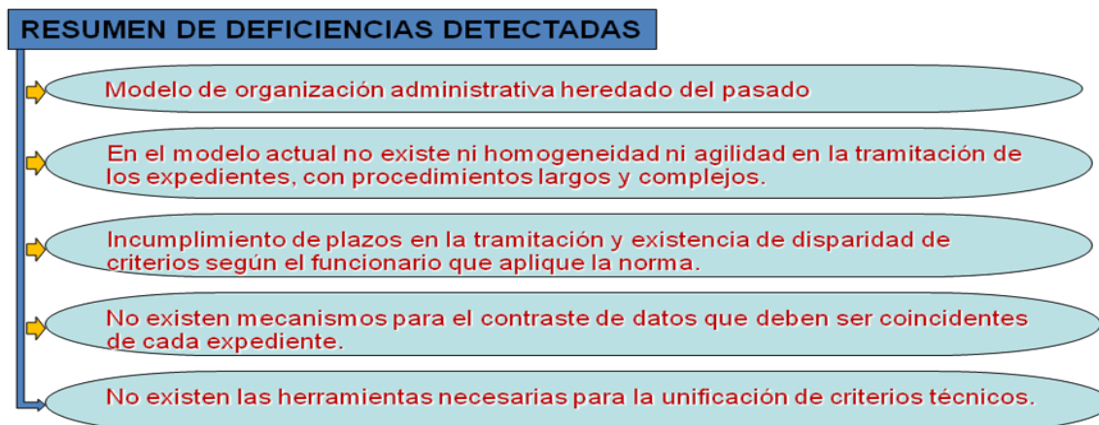 RESUMEN DE DEFICIENCIAS DETECTADAS
Modelo de organización administrativa heredado del pasado
En el modelo actual no existe ni homogeneidad ni agilidad en la tramitación de
los expedientes, con procedimientos largos y complejos.
Incumplimiento de plazos en la tramitación y existencia de disparidad de
criterios según el funcionario que aplique la norma.
No existen mecanismos para el contraste de datos que deben ser coincidentes
de cada expediente.
No existen las herramientas necesarias para la unificación de criterios técnicos.